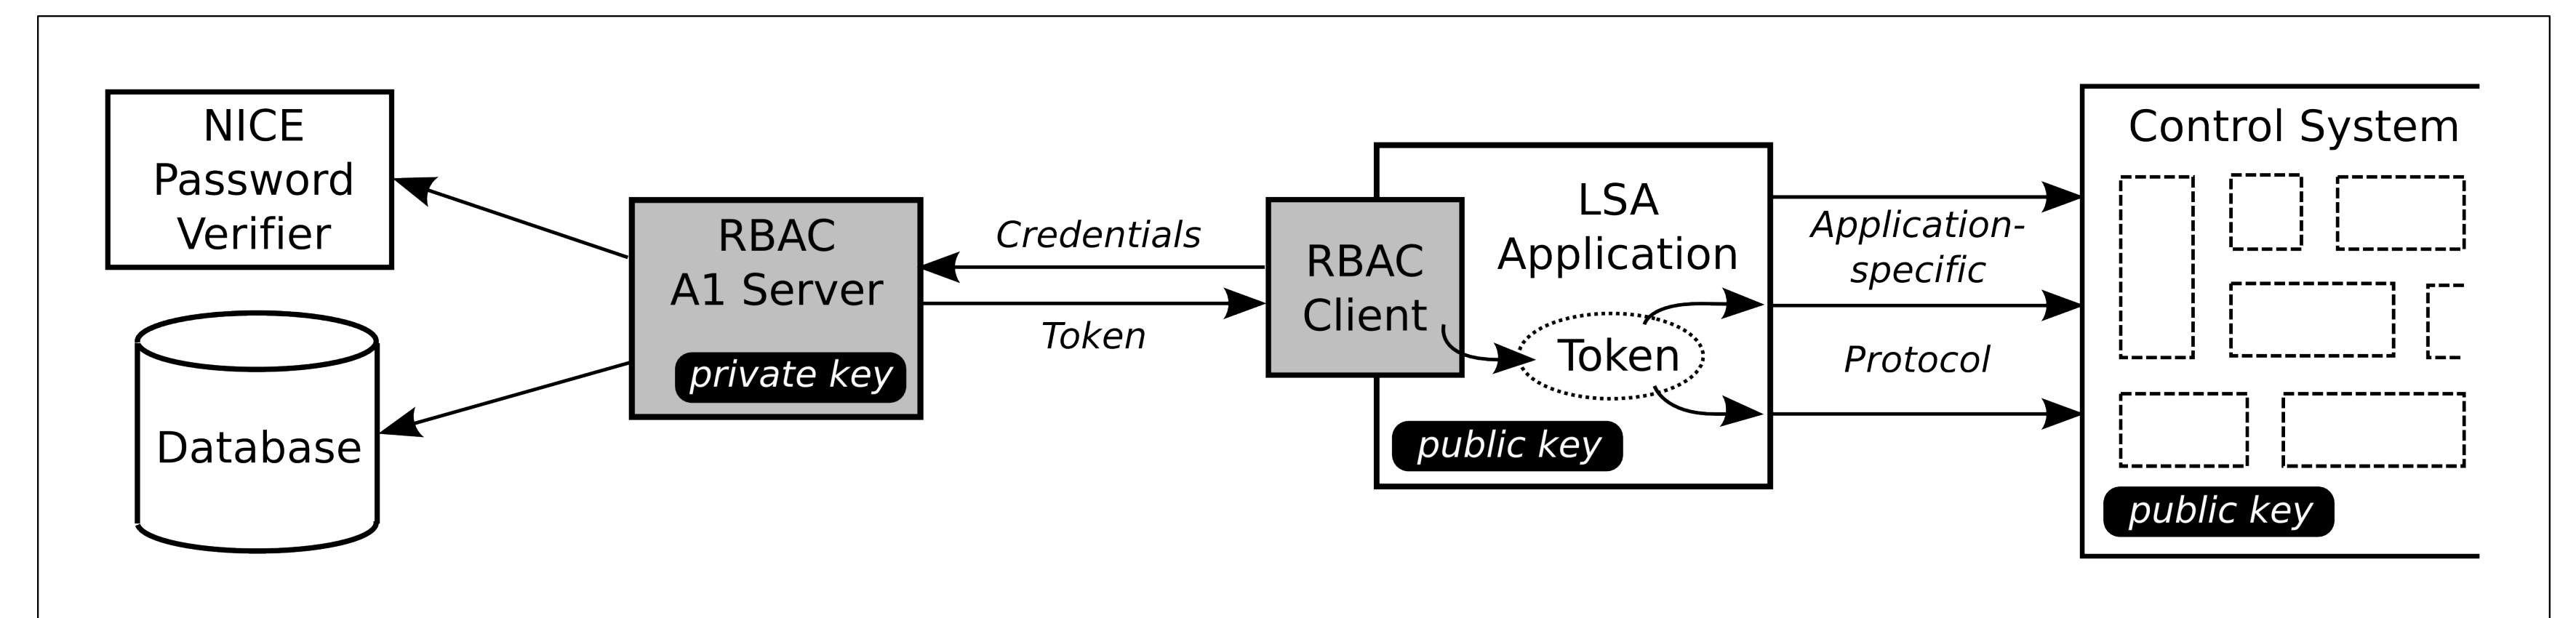 NICE
Password
Verifier
Database
RBAC
A1 Server
private key
Credentials
Token
RBAC
Client
LSA
Application
Token
public key
Application-
specific
Protocol
Control System
public key